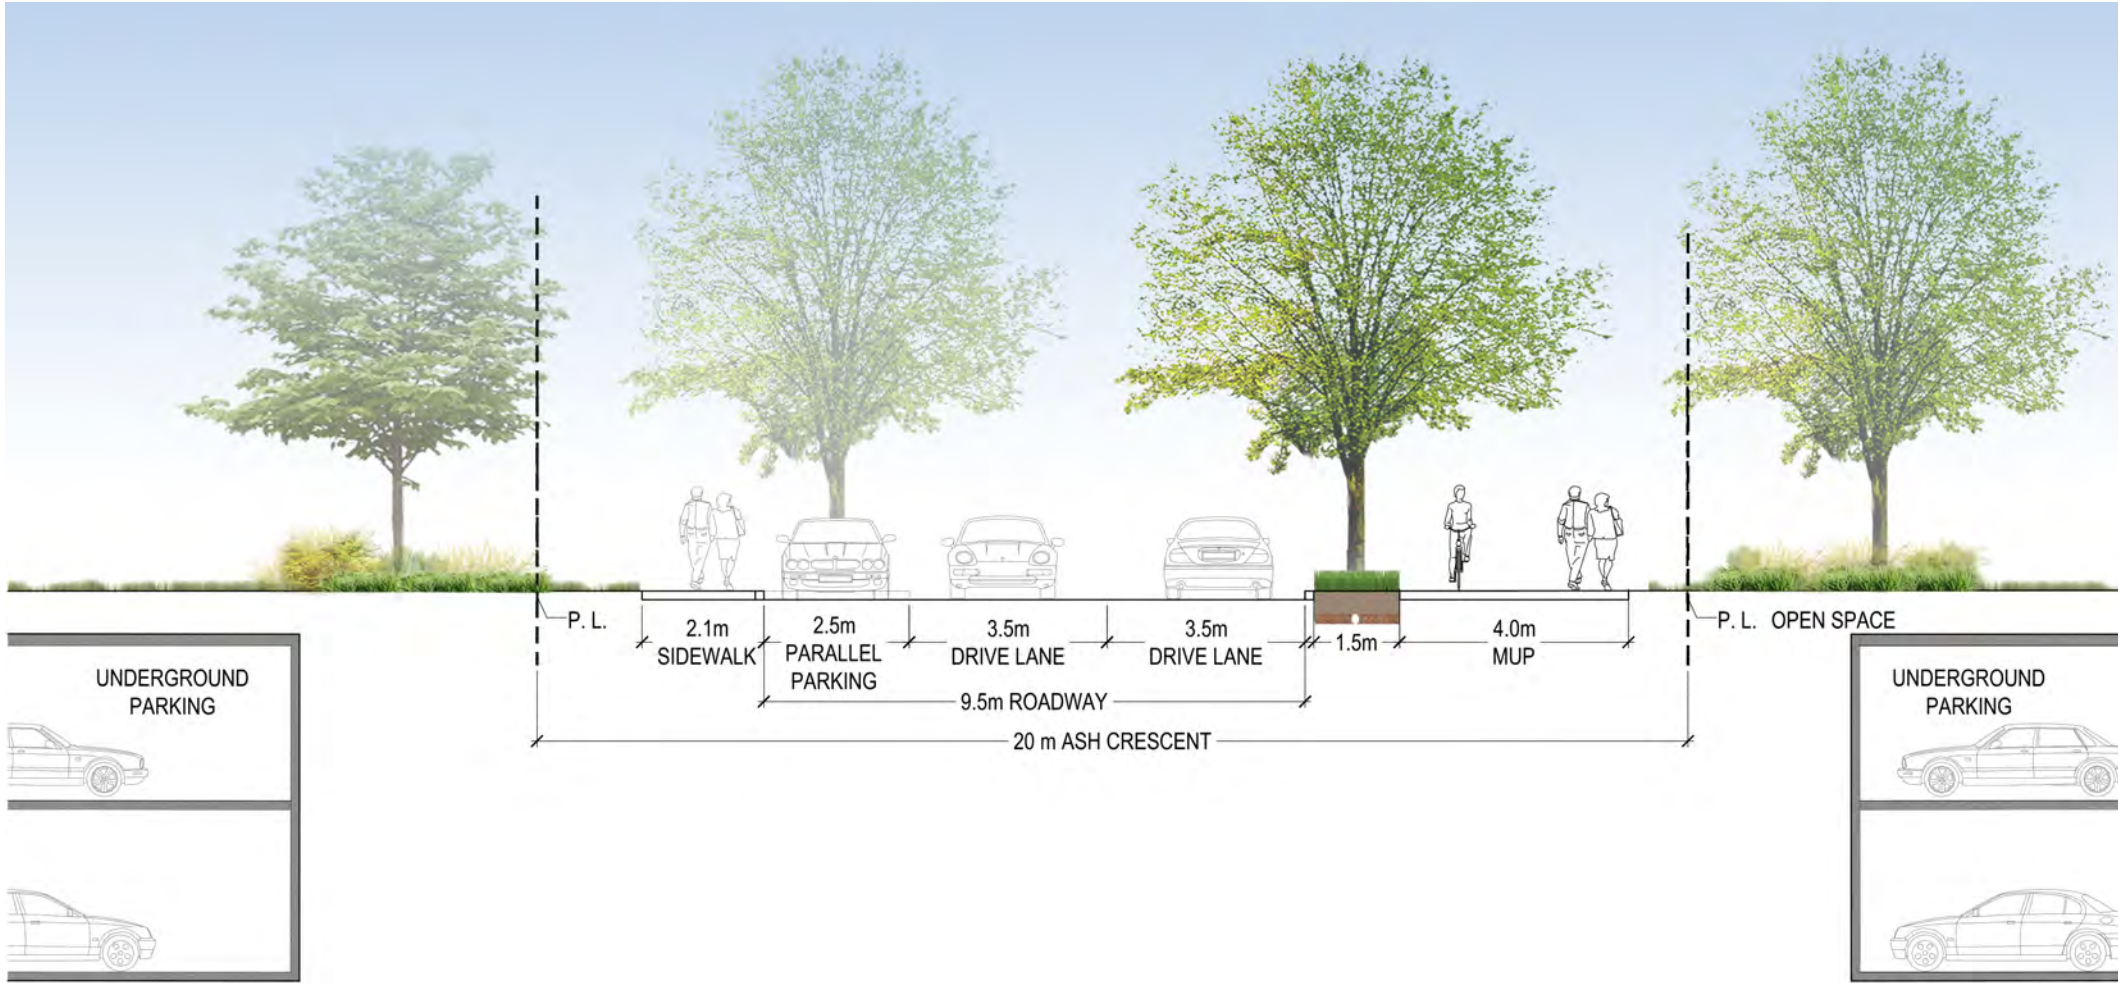 P. L.
2.1m
SIDEWALK
2.5m
PARALLEL
PARKING
3.5m
DRIVE LANE
3.5m
DRIVE LANE
1.5m
4.0m
MUP
P. L. OPEN SPACE
UNDERGROUND
PARKING
UNDERGROUND
PARKING
9.5m ROADWAY
20 m ASH CRESCENT